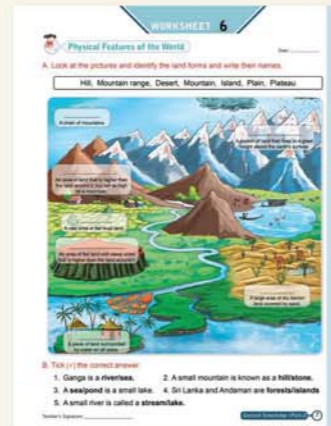 WORKSHEET 6
Physical Features of the World
Date: 
A. Look at the pictures and identify the land forms and write their names.
Hill, Mountain range, Desert, Mountain, Island, Plain, Plateau
A chain of mountains
A portion of land that rises to a great
height above the earth's surface
An area of land that is higher than
the land around it but not as high
as a mountain
A vast area of flat level land
An area of flat land with steep sides
that is higher than the land around it
A large area of dry barren
land covered by sand
A piece of land surrounded
by water on all sides
B. Tick (✓) the correct answer.
1. Ganga is a river/sea. 2. A small mountain is known as a hill/stone.
3. A sea/pond is a small lake. 4. Sri Lanka and Andaman are forests/islands
5. A small river is called a stream/lake.
Teacher's Signature:
General Knowledge (Part-2)